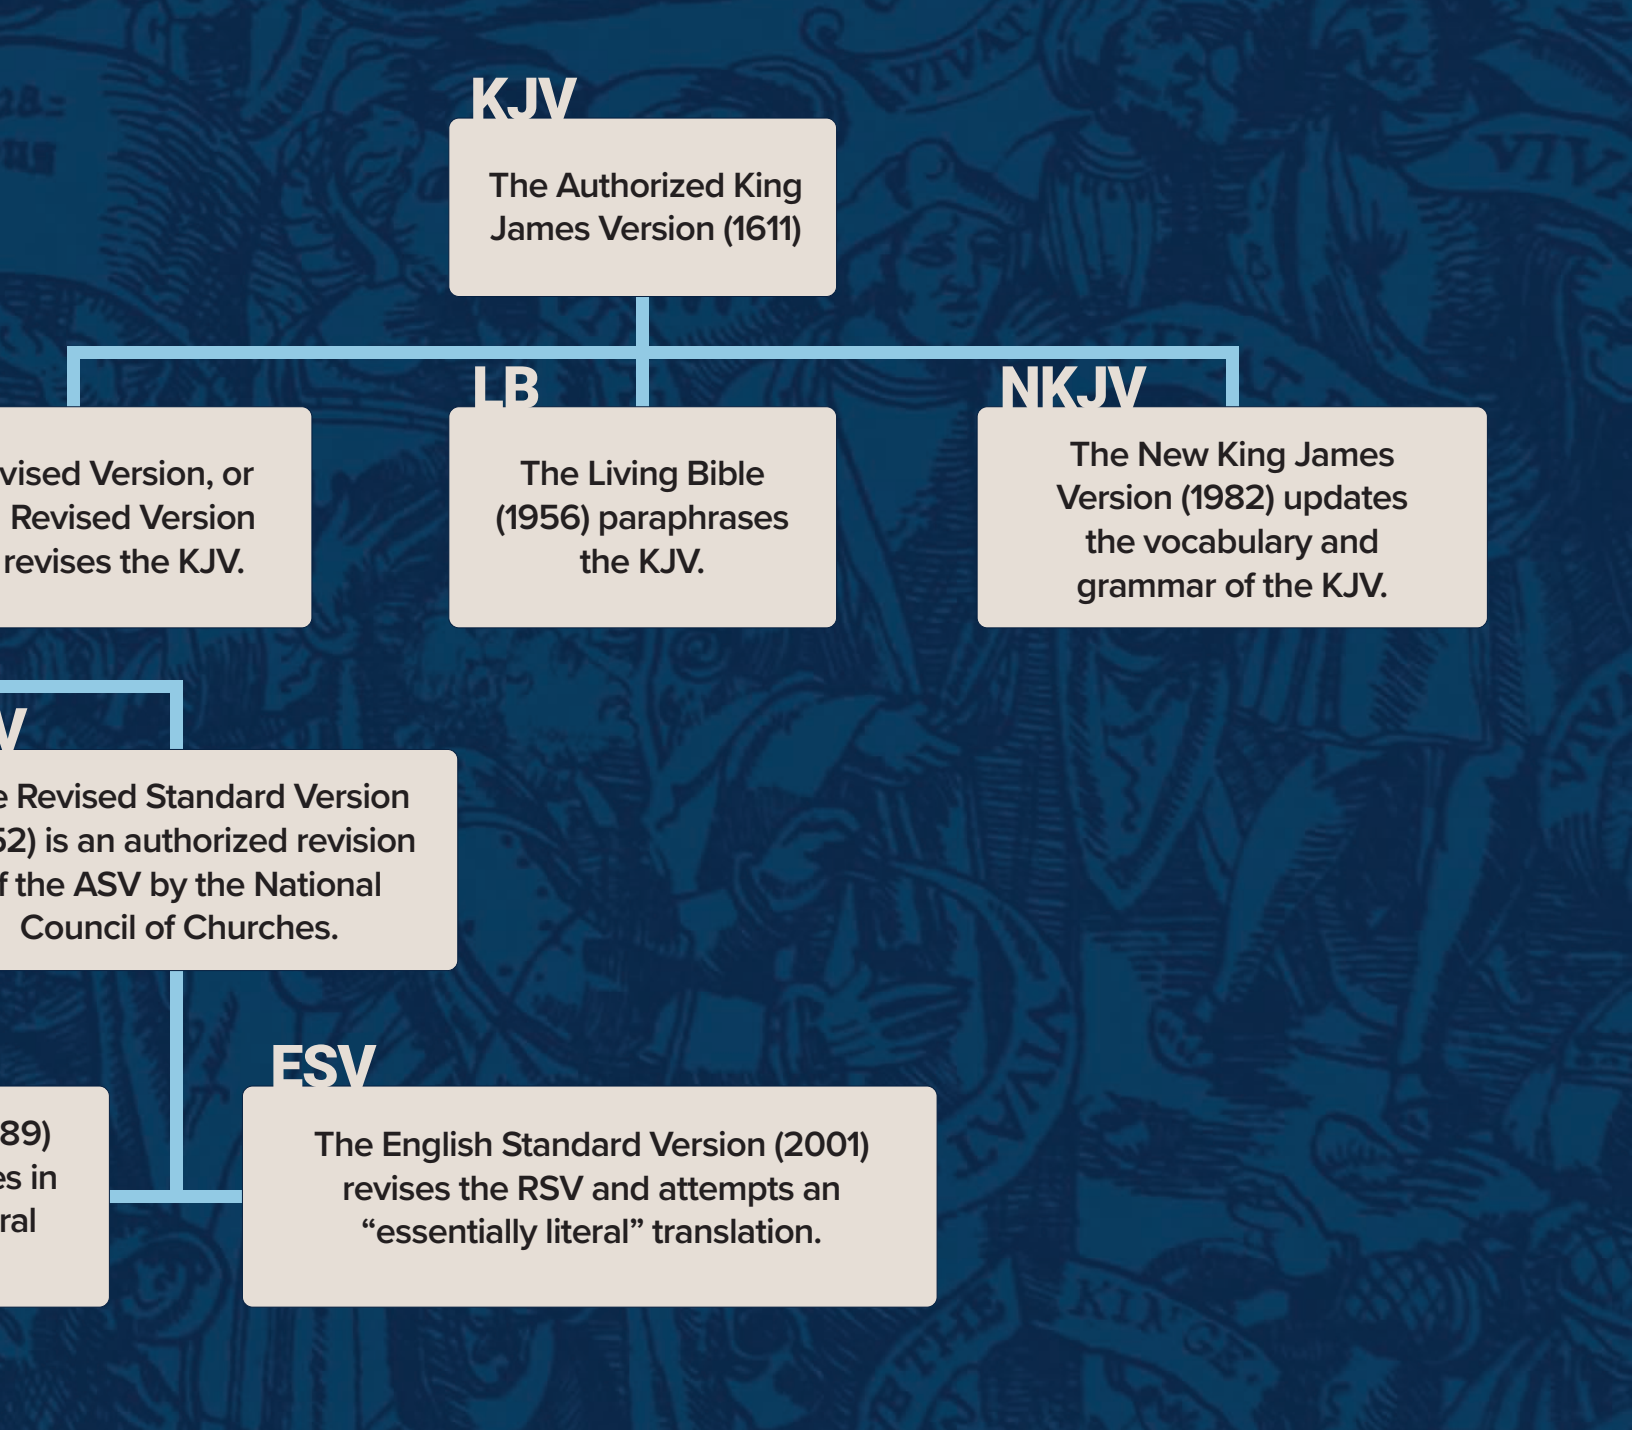 VIVAT
KJV
The Authorized King
James Version (1611)
LB
NKJV
vised Version, or
Revised Version
revises the KJV.
The Living Bible
(1956) paraphrases
the KJV.
The New King James
Version (1982) updates
the vocabulary and
grammar of the KJV.
V
e Revised Standard Version
52) is an authorized revision
f the ASV by the National
Council of Churches.
ESV
89)
es in
ral
The English Standard Version (2001)
revises the RSV and attempts an
“essentially literal” translation.
THE KINGE